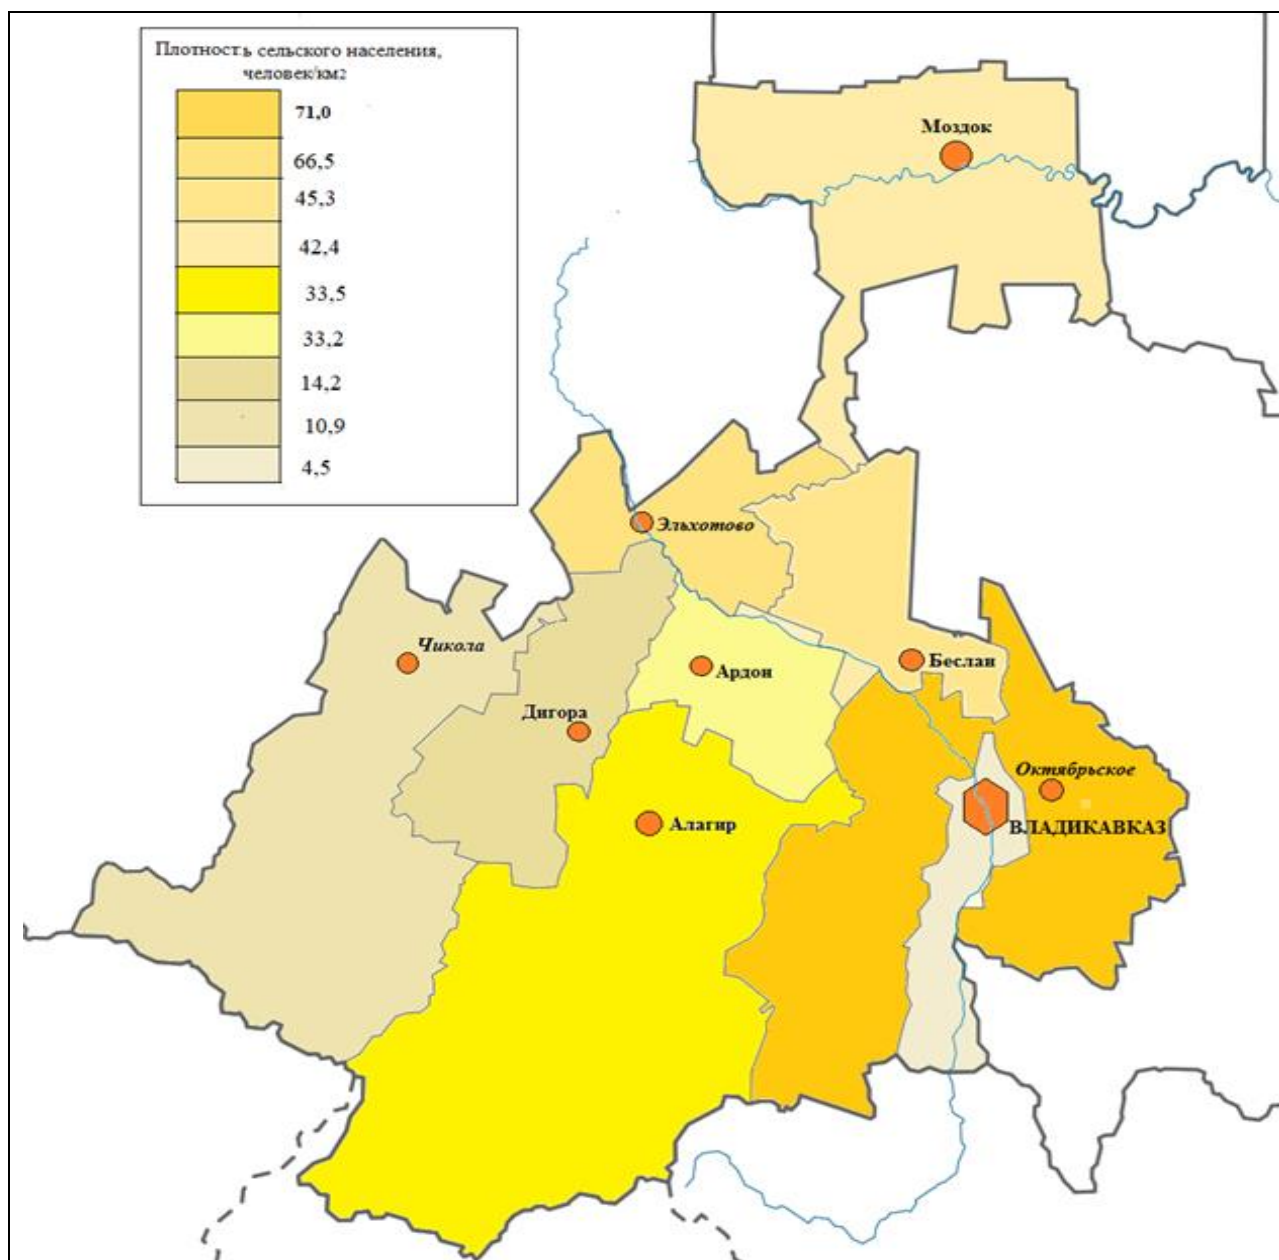 Плотность сельского населения,
человек/км2
71,0
66,5
45,3
42,4
33,5
33,2
14,2
10,9
4,5
Моздок
Эльхотово
Чикола
Ардон
Беслан
Дигора
Октябрьское
Алагир
ВЛАДИКАВКАЗ